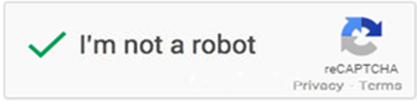 I'm not a robot
reCAPTCHA
Privacy - Terms